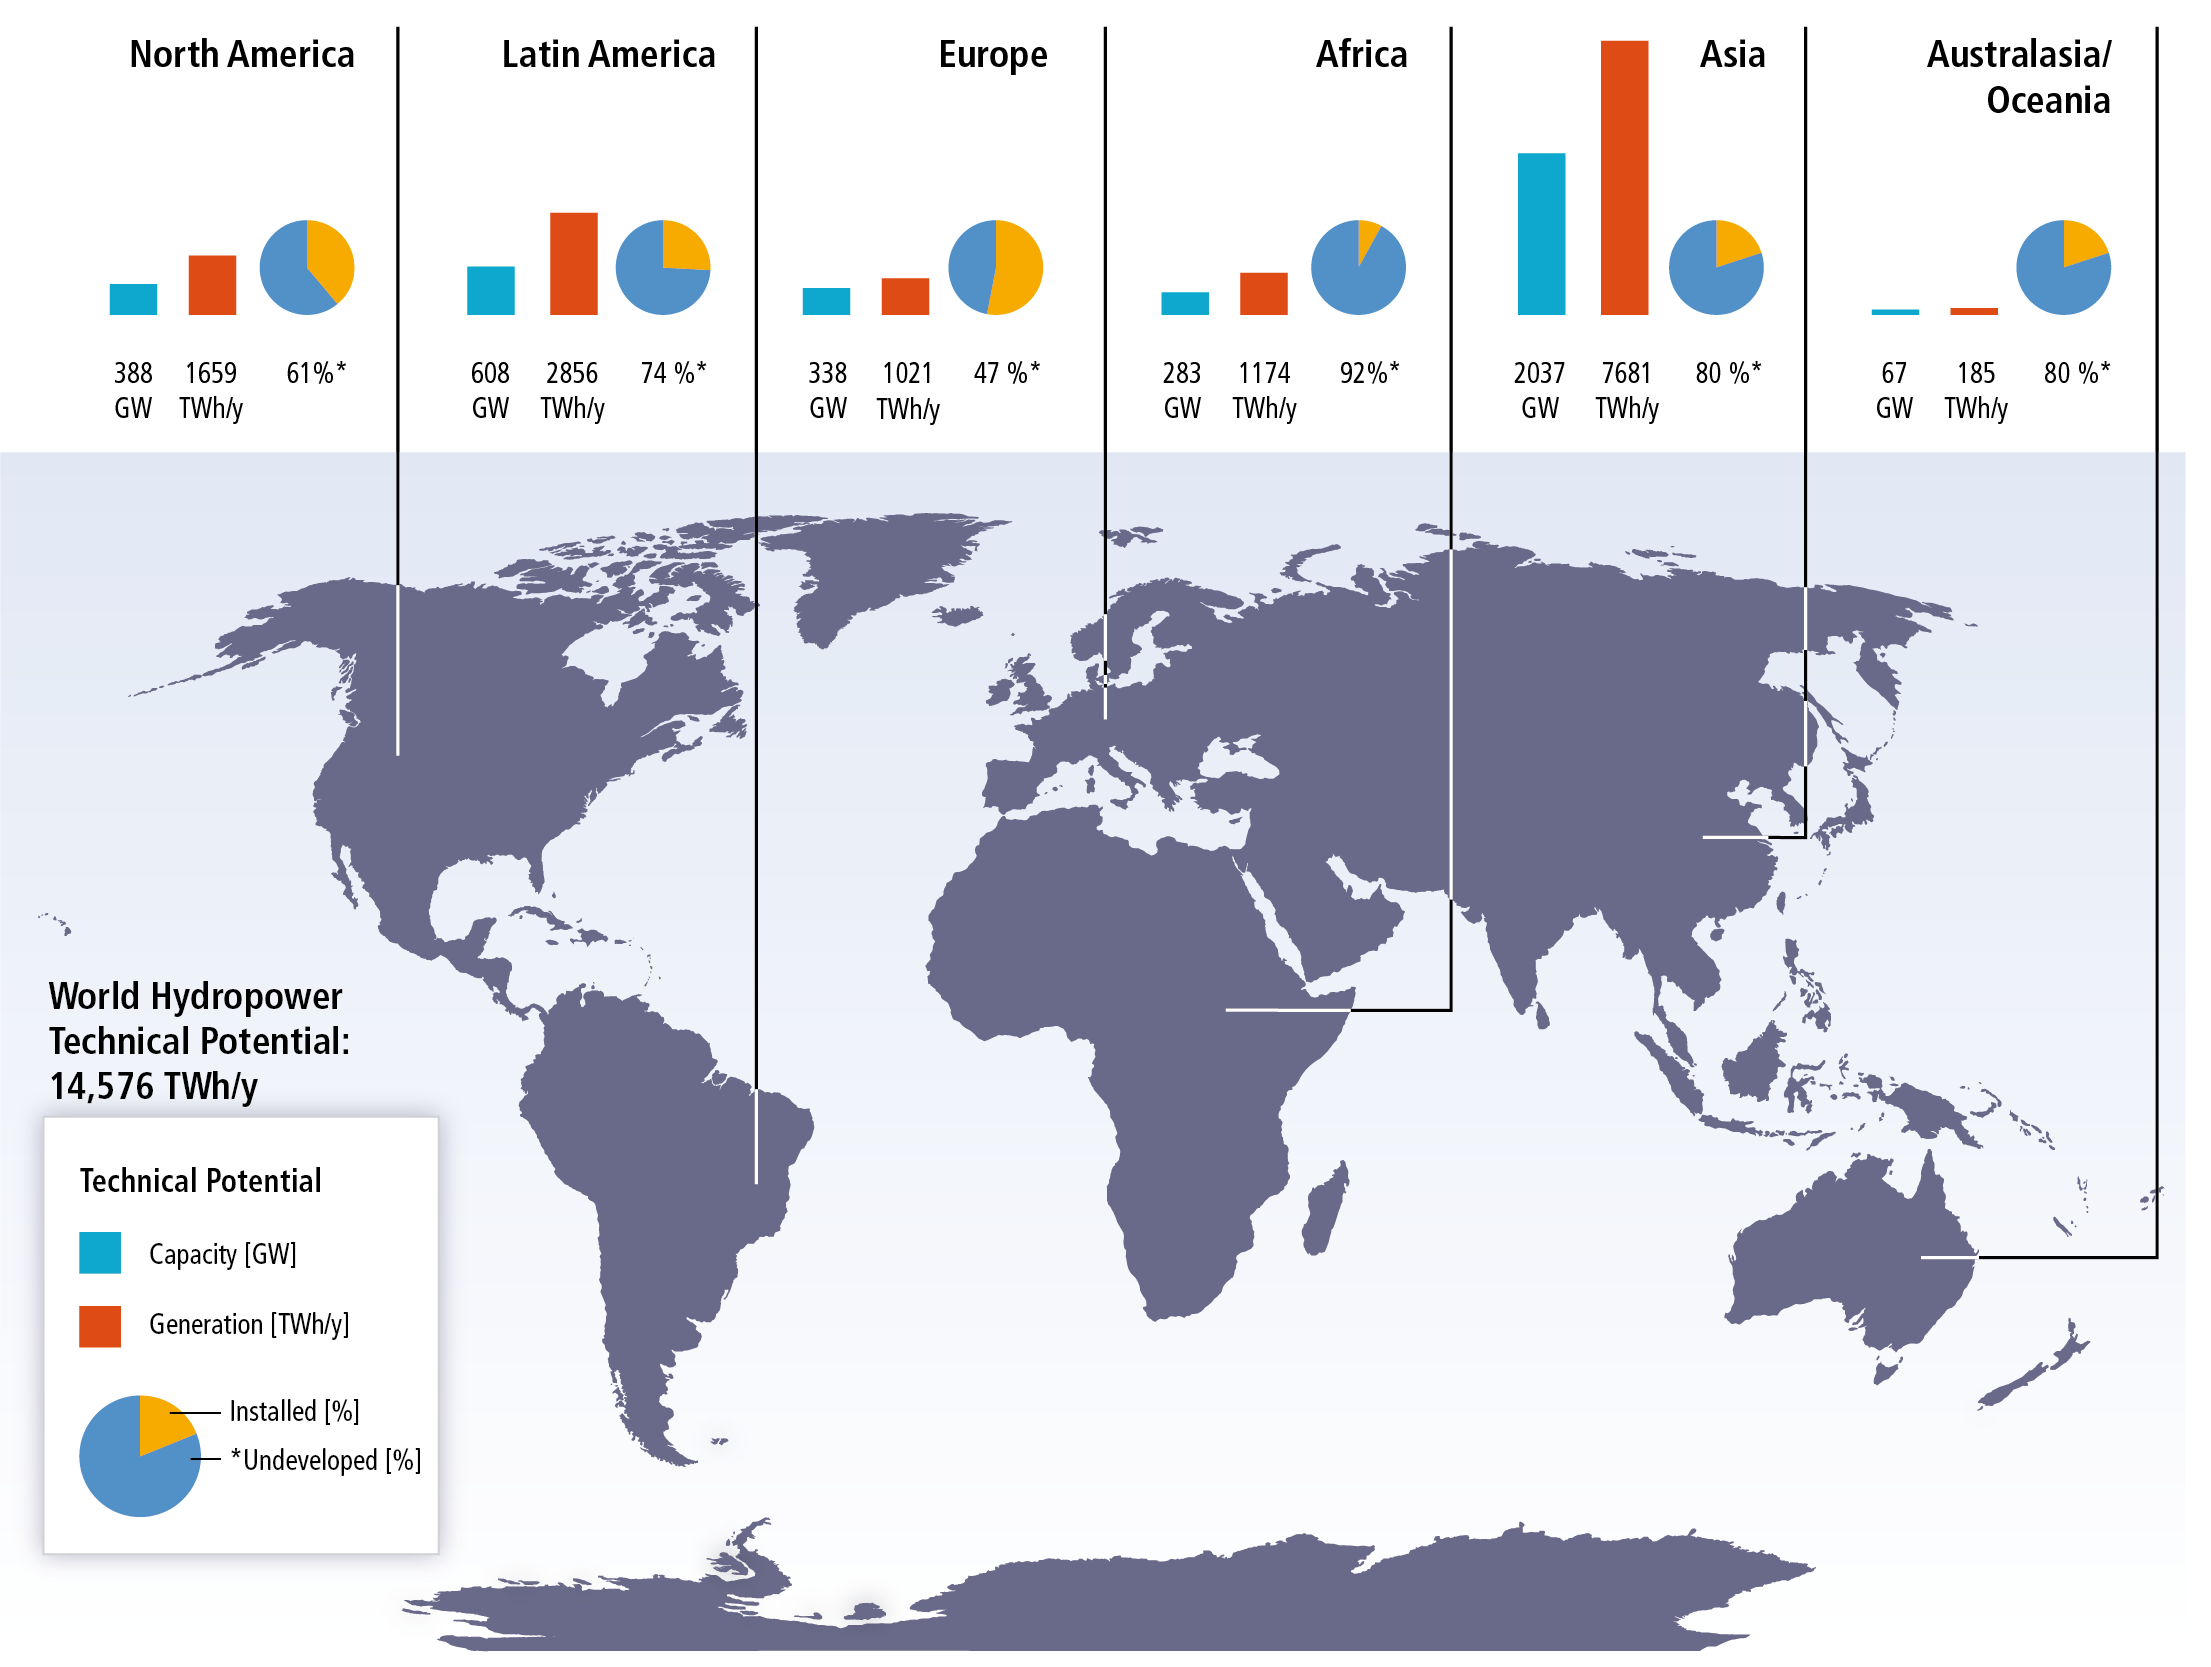 North America
388
GW
1659
TWh/y
61%*
Latin America
608
GW
2856
TWh/y
74 %*
Europe
338
GW
1021
TWh/y
47 %*
Africa
283
GW
1174
TWh/y
92%*
Asia
2037
GW
7681
TWh/y
80 %*
Australasia/
Oceania
67
GW
185
TWh/y
80 %*
World Hydropower
Technical Potential:
14,576 TWh/y
Technical Potential
Capacity [GW]
Generation [TWh/y]
Installed [%]
*Undeveloped [%]